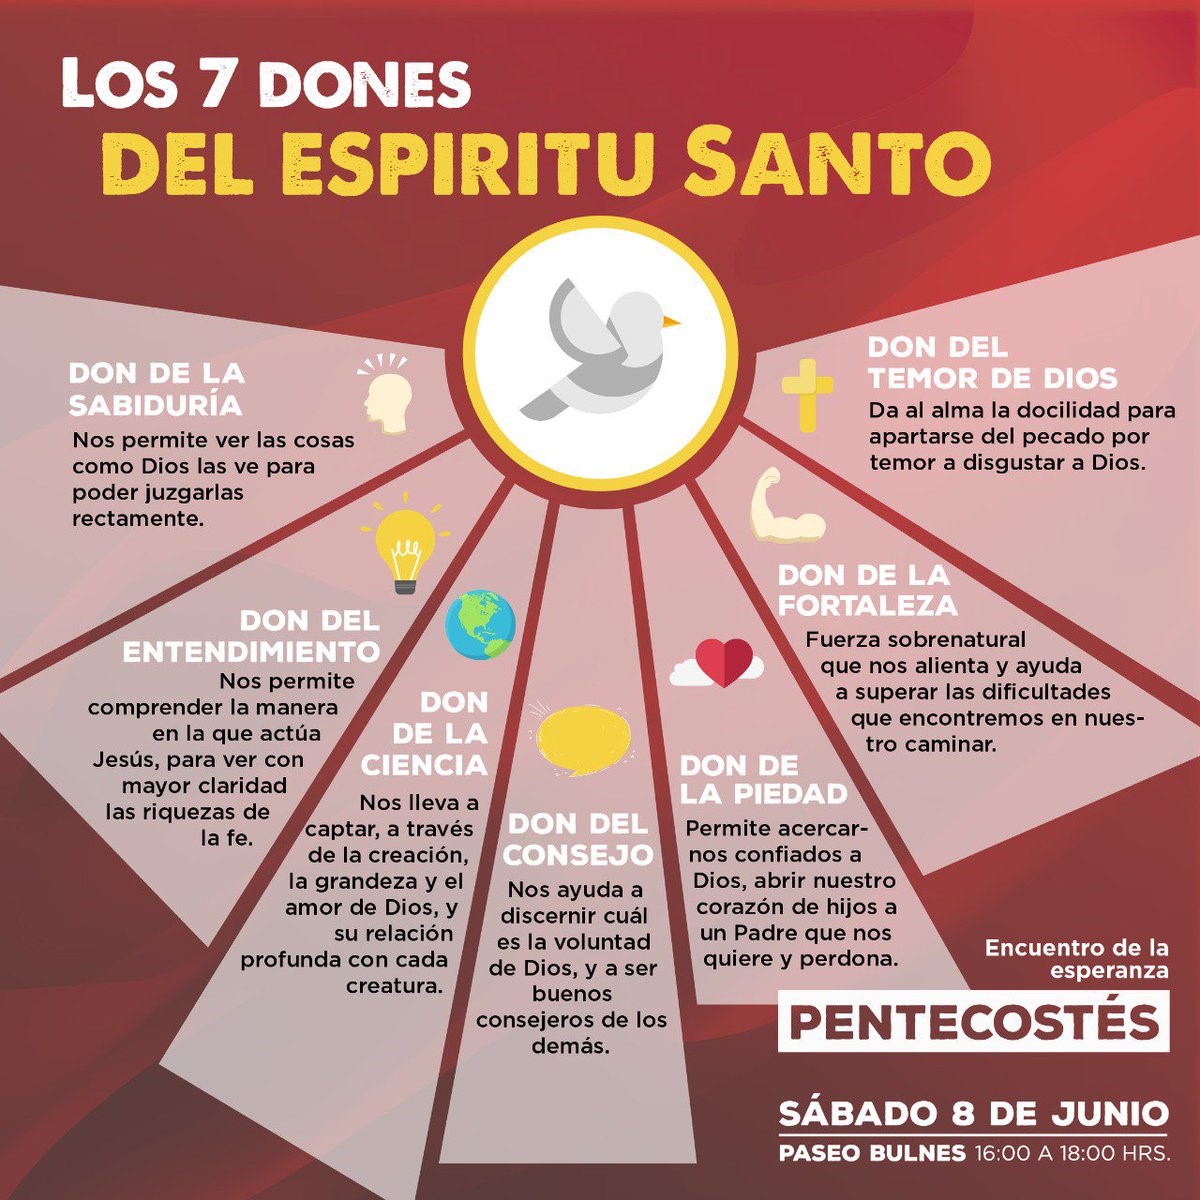 LOS 7 DONES
DEL ESPIRITU SANTO
DON DE LA
SABIDURÍA
Nos permite ver las cosas
como Dios las ve para
poder juzgarlas
rectamente.
DON DEL
ENTENDIMIENTO
Nos permite
comprender la manera
en la que actúa
Jesús, para ver con
mayor claridad
las riquezas de
la fe.
DON
DE LA
CIENCIA
Nos lleva a
captar, a través
de la creación,
la grandeza y el
amor de Dios, y
su relación
profunda con cada
creatura.
DON DEL
CONSEJO
Nos ayuda a
discernir cuál
es la voluntad
de Dios, y a ser
buenos
consejeros de los
demás.
DON DE
LA PIEDAD
Permite acercar-
nos confiados a
Dios, abrir nuestro
corazón de hijos a
un Padre que nos
quiere y perdona.
DON DE LA
FORTALEZA
Fuerza sobrenatural
que nos alienta y ayuda
a superar las dificultades
que encontremos en nues-
tro caminar.
DON DEL
TEMOR DE DIOS
Da al alma la docilidad para
apartarse del pecado por
temor a disgustar a Dios.
Encuentro de la
esperanza
PENTECOSTÉS
SÁBADO 8 DE JUNIO
PASEO BULNES 16:00 A 18:00 HRS.